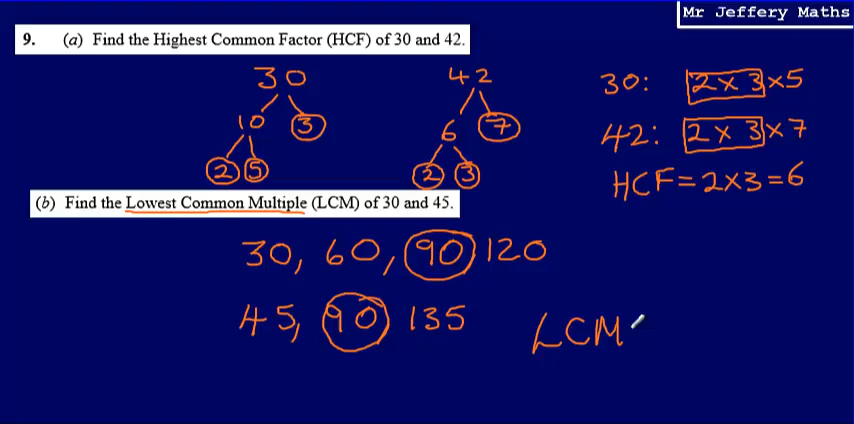 Mr Jeffery Maths
9. (a) Find the Highest Common Factor (HCF) of 30 and 42.
30
10 3
2 5
42
6 7
2 3
30: 2 x 3 x 5
42: 2 x 3 x 7
HCF = 2 x 3 = 6
(b) Find the Lowest Common Multiple (LCM) of 30 and 45.
30, 60, 90 120
45, 90 135
LCM